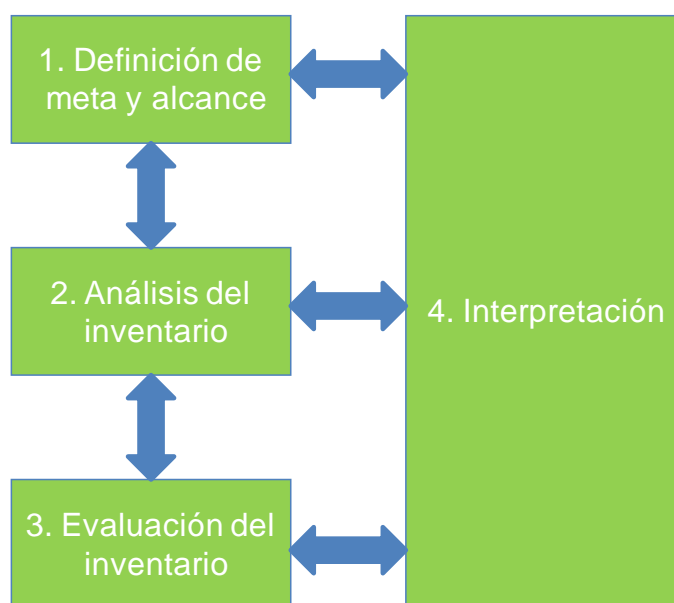 1. Definición de
meta y alcance
2. Análisis del
inventario
4. Interpretación
3. Evaluación del
inventario